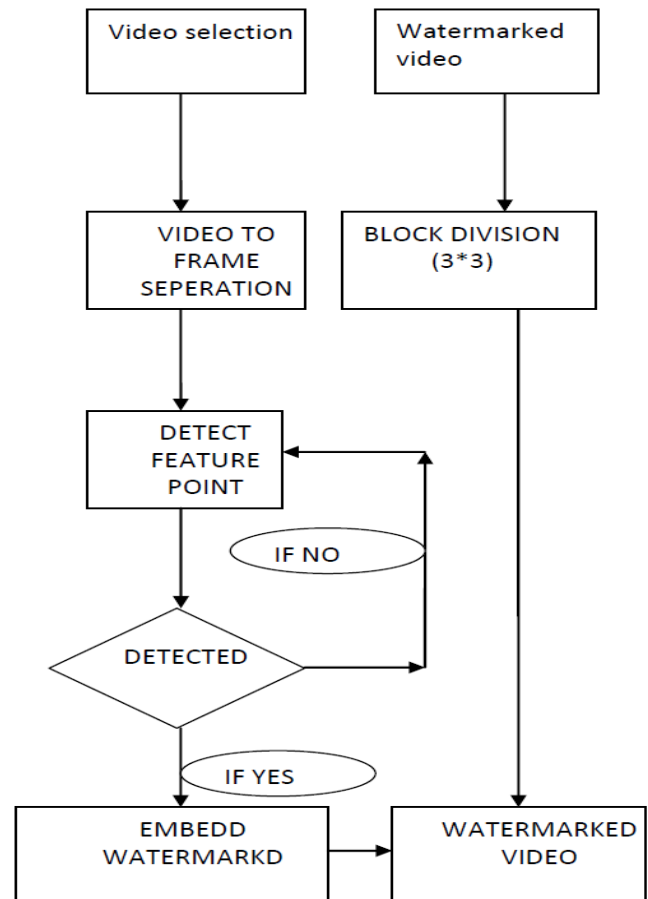 Video selection
Watermarked
video
VIDEO TO
FRAME
SEPERATION
BLOCK DIVISION
(3*3)
DETECT
FEATURE
POINT
IF NO
DETECTED
IF YES
EMBEDD
WATERMARKD
WATERMARKED
VIDEO